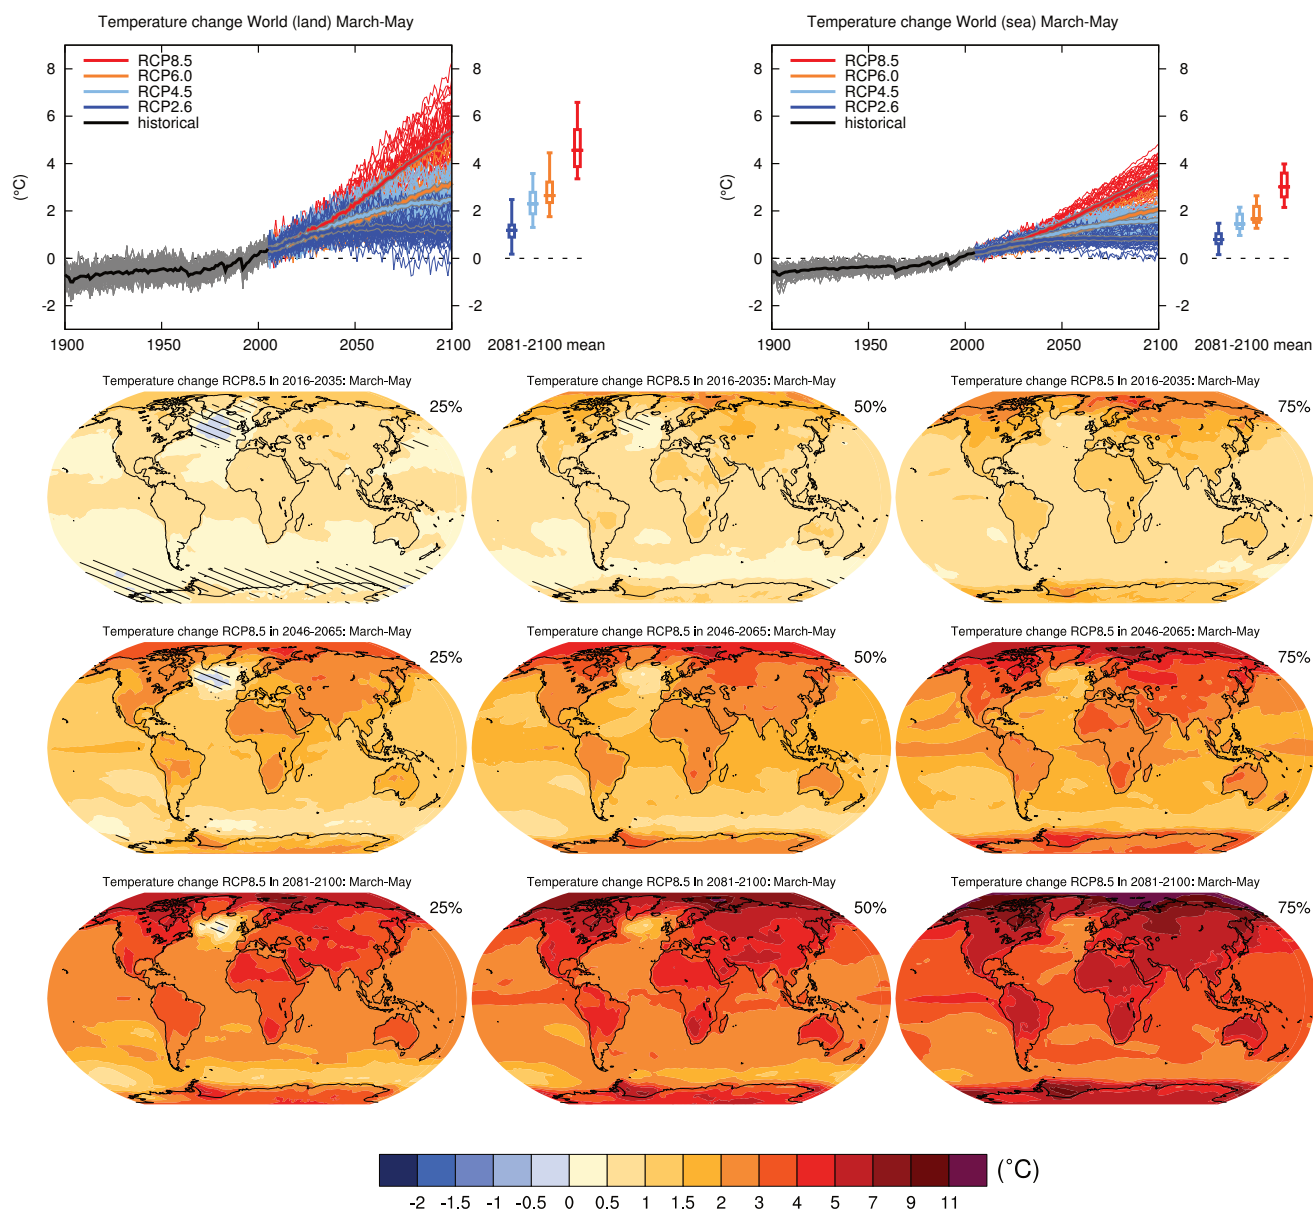 Temperature change World (land) March-May
8
6
4
2
0
-2
(°C)
RCP8.5
RCP6.0
RCP4.5
RCP2.6
historical
8
6
4
2
0
-2
1900 1950 2000 2050 2100 2081-2100 mean
Temperature change World (sea) March-May
8
6
4
2
0
-2
(°C)
RCP8.5
RCP6.0
RCP4.5
RCP2.6
historical
8
6
4
2
0
-2
1900 1950 2000 2050 2100 2081-2100 mean
Temperature change RCP8.5 in 2016-2035: March-May
25%
Temperature change RCP8.5 in 2016-2035: March-May
50%
Temperature change RCP8.5 in 2016-2035: March-May
75%
Temperature change RCP8.5 in 2046-2065: March-May
25%
Temperature change RCP8.5 in 2046-2065: March-May
50%
Temperature change RCP8.5 in 2046-2065: March-May
75%
Temperature change RCP8.5 in 2081-2100: March-May
25%
Temperature change RCP8.5 in 2081-2100: March-May
50%
Temperature change RCP8.5 in 2081-2100: March-May
75%
(°C)
-2 -1.5 -1 -0.5 0 0.5 1 1.5 2 3 4 5 7 9 11